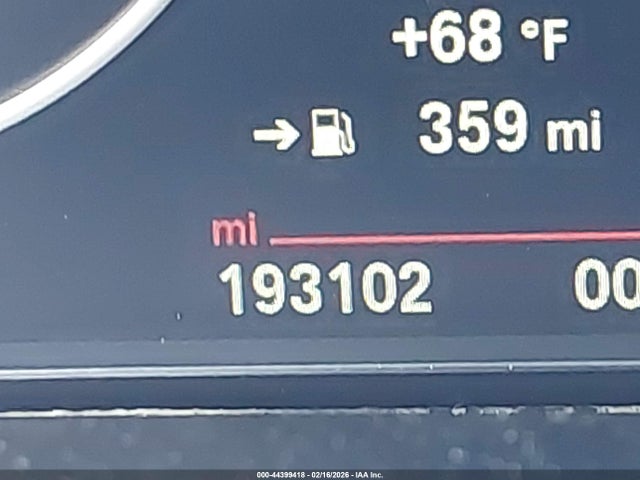 +68 °F
359 mi
mi
193102 00
000-44399418 - 02/16/2026 - IAA Inc.